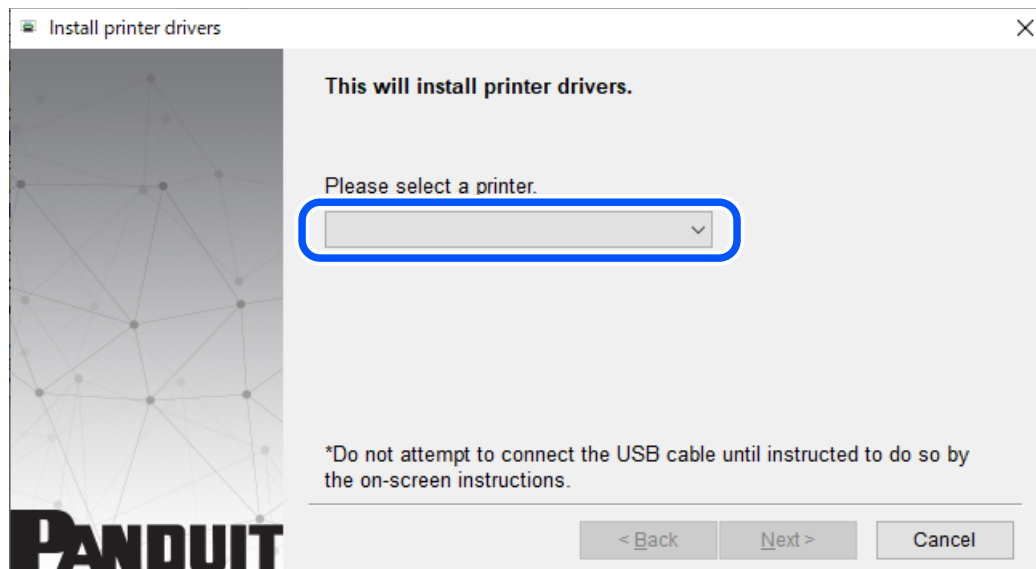 Install printer drivers
This will install printer drivers.
Please select a printer.
*Do not attempt to connect the USB cable until instructed to do so by
the on-screen instructions.
< Back
Next >
Cancel
PANDUIT